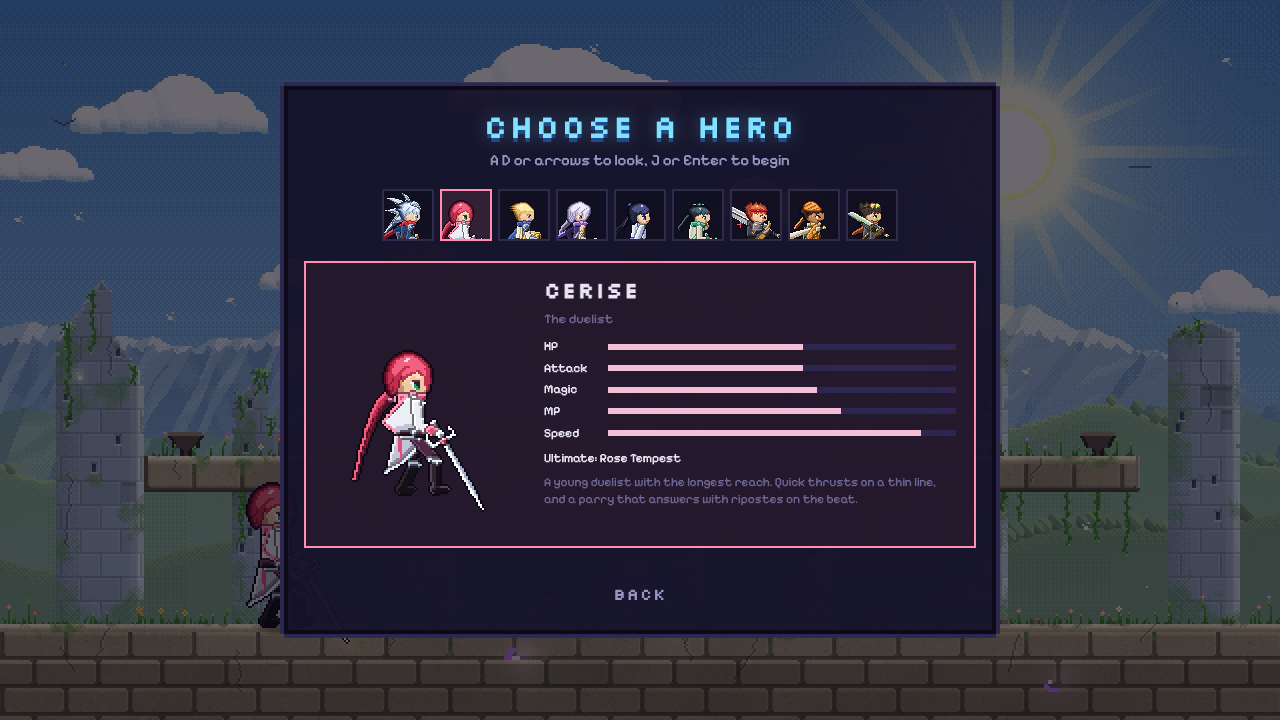 CHOOSE A HERO
A D or arrows to look, J or Enter to begin
CERISE
The duelist
HP
Attack
Magic
MP
Speed
Ultimate: Rose Tempest
A young duelist with the longest reach. Quick thrusts on a thin line,
and a parry that answers with ripostes on the beat.
BACK